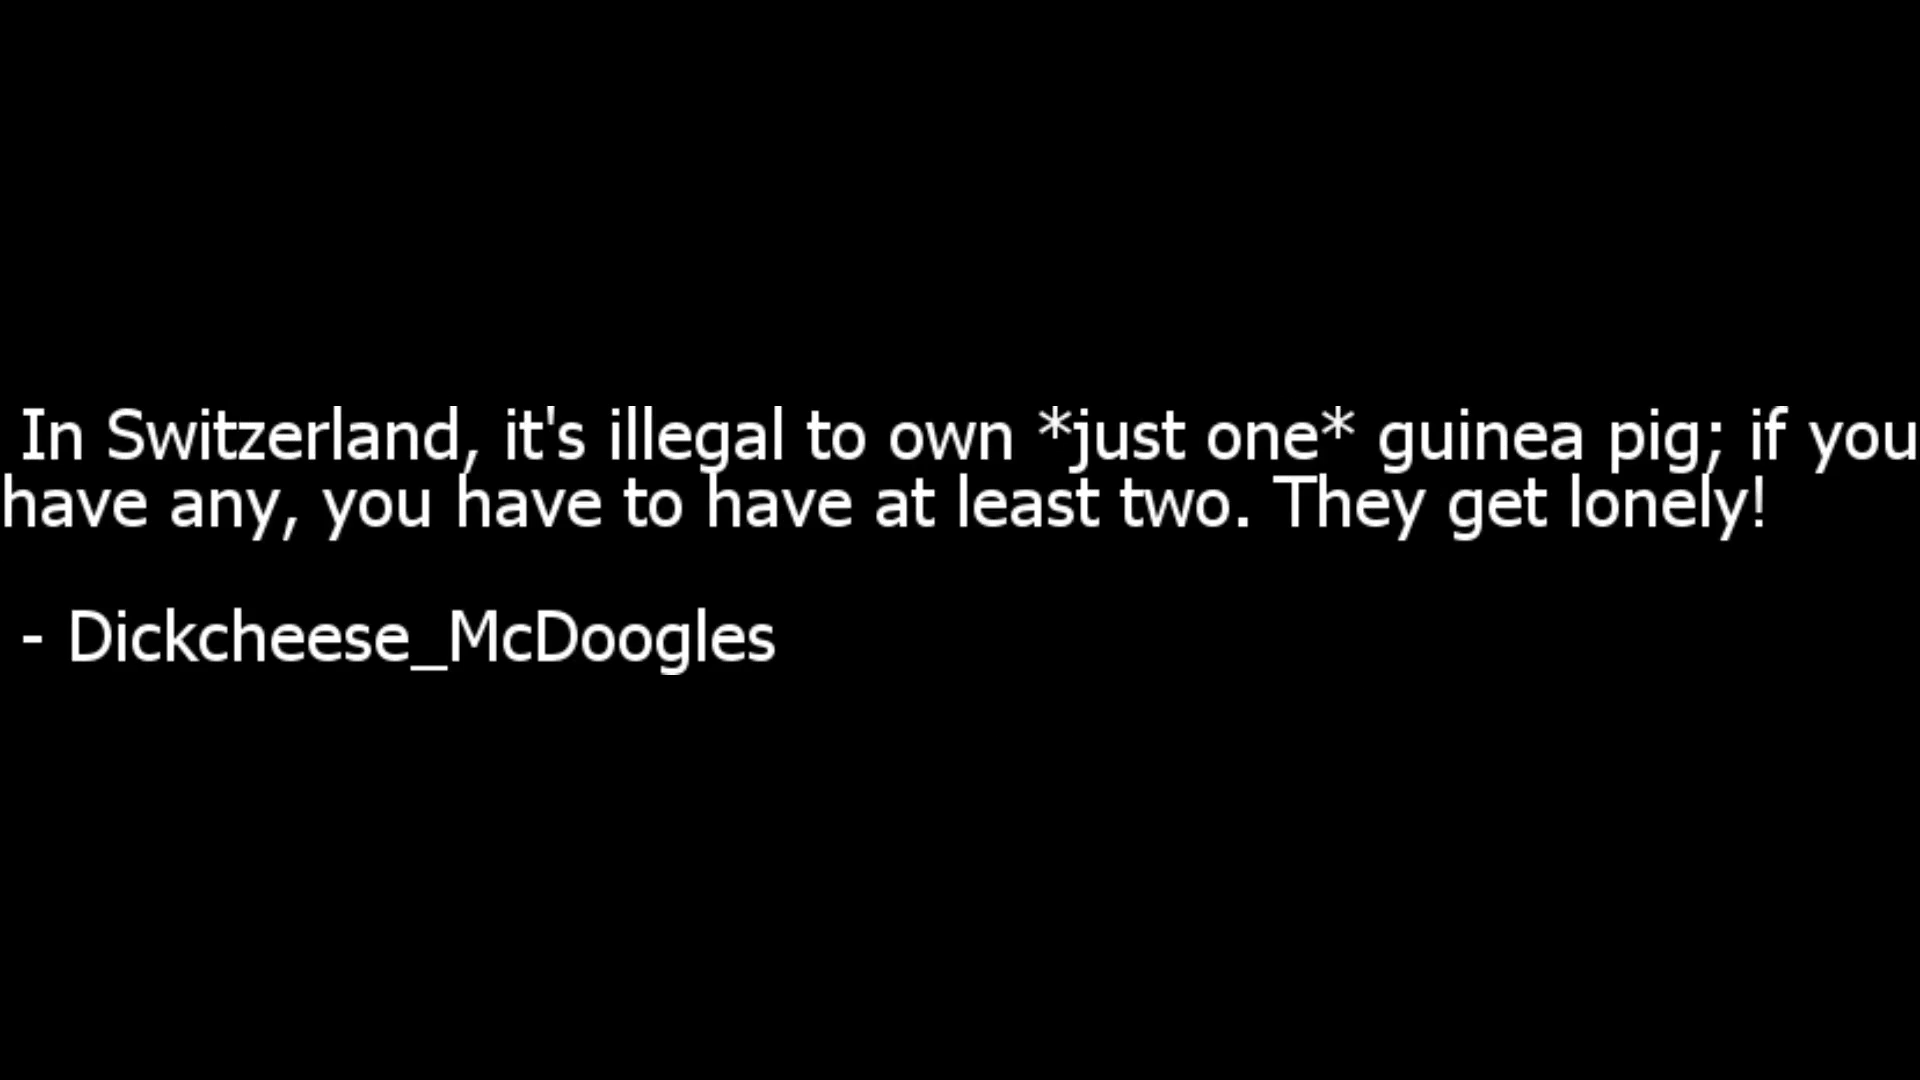 In Switzerland, it's illegal to own *just one* guinea pig; if you
have any, you have to have at least two. They get lonely!
- Dickcheese_McDoogles